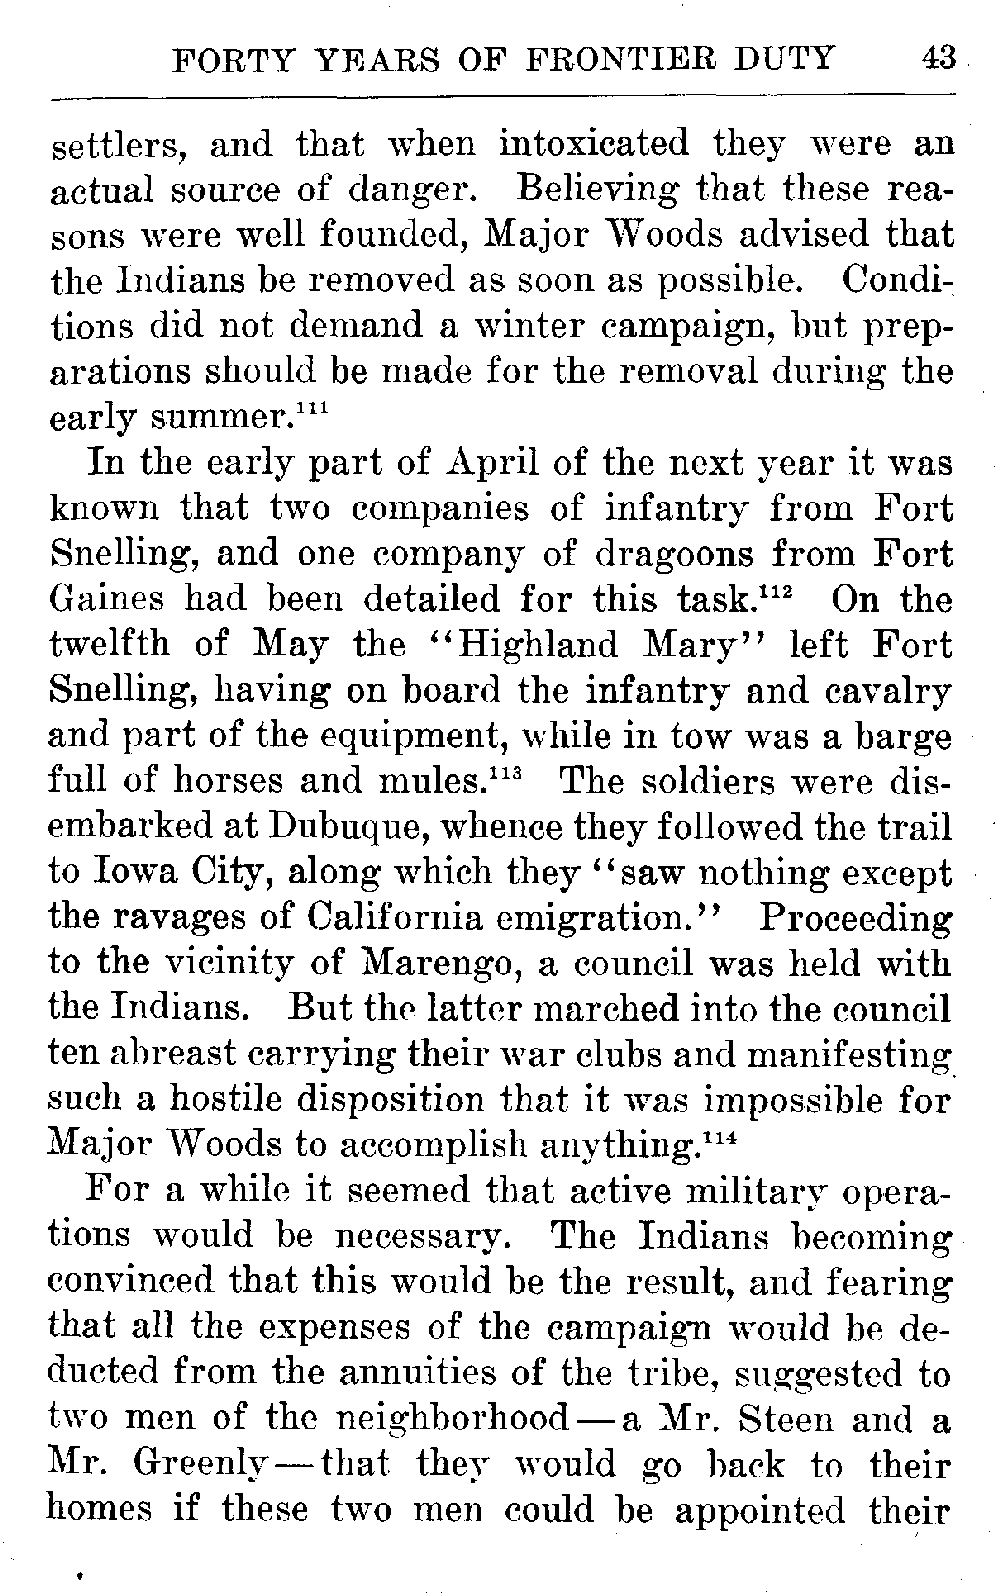 FORTY YEARS OF FRONTIER DUTY 43
settlers, and that when intoxicated they were an
actual source of danger. Believing that these rea-
sons were well founded, Major Woods advised that
the Indians be removed as soon as possible. Condi-
tions did not demand a winter campaign, but prep-
arations should be made for the removal during the
early summer.¹¹¹
In the early part of April of the next year it was
known that two companies of infantry from Fort
Snelling, and one company of dragoons from Fort
Gaines had been detailed for this task.¹¹² On the
twelfth of May the “Highland Mary” left Fort
Snelling, having on board the infantry and cavalry
and part of the equipment, while in tow was a barge
full of horses and mules.¹¹³ The soldiers were dis-
embarked at Dubuque, whence they followed the trail
to Iowa City, along which they “saw nothing except
the ravages of California emigration.” Proceeding
to the vicinity of Marengo, a council was held with
the Indians. But the latter marched into the council
ten abreast carrying their war clubs and manifesting
such a hostile disposition that it was impossible for
Major Woods to accomplish anything.¹¹⁴
For a while it seemed that active military opera-
tions would be necessary. The Indians becoming
convinced that this would be the result, and fearing
that all the expenses of the campaign would be de-
ducted from the annuities of the tribe, suggested to
two men of the neighborhood—a Mr. Steen and a
Mr. Greenly—that they would go back to their
homes if these two men could be appointed their